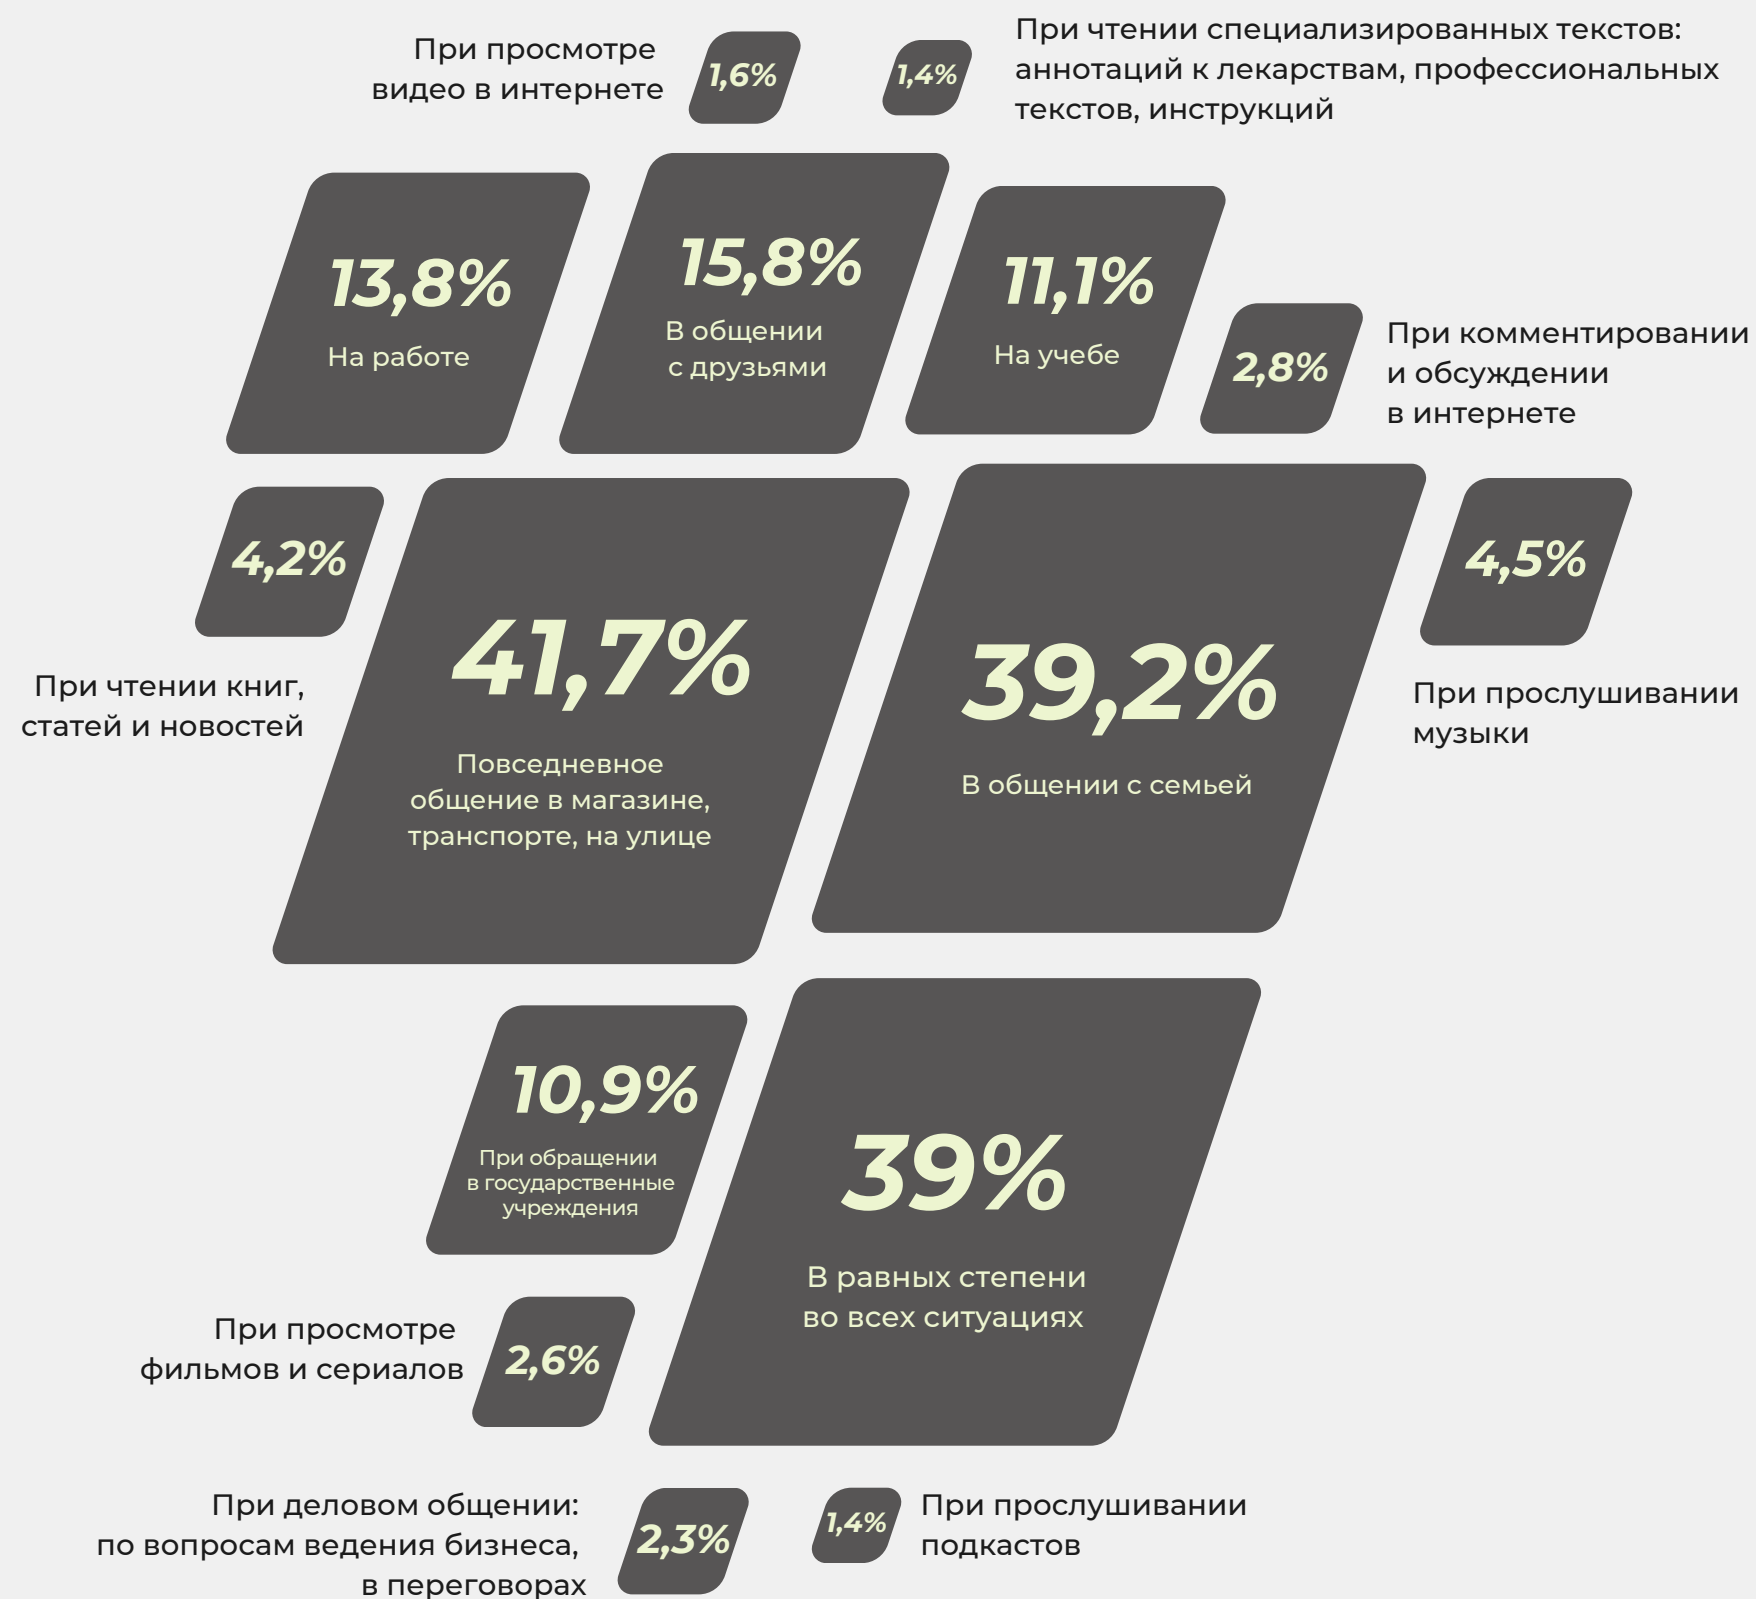 При просмотре
видео в интернете
1,6%
1,4%
При чтении специализированных текстов:
аннотаций к лекарствам, профессиональных
текстов, инструкций
13,8%
На работе
15,8%
В общении
с друзьями
11,1%
На учебе
2,8%
При комментировании
и обсуждении
в интернете
4,2%
При чтении книг,
статей и новостей
41,7%
Повседневное
общение в магазине,
транспорте, на улице
39,2%
В общении с семьей
4,5%
При прослушивании
музыки
10,9%
При обращении
в государственные
учреждения
39%
В равных степени
во всех ситуациях
При просмотре
фильмов и сериалов
2,6%
При деловом общении:
по вопросам ведения бизнеса,
в переговорах
2,3%
1,4%
При прослушивании
подкастов